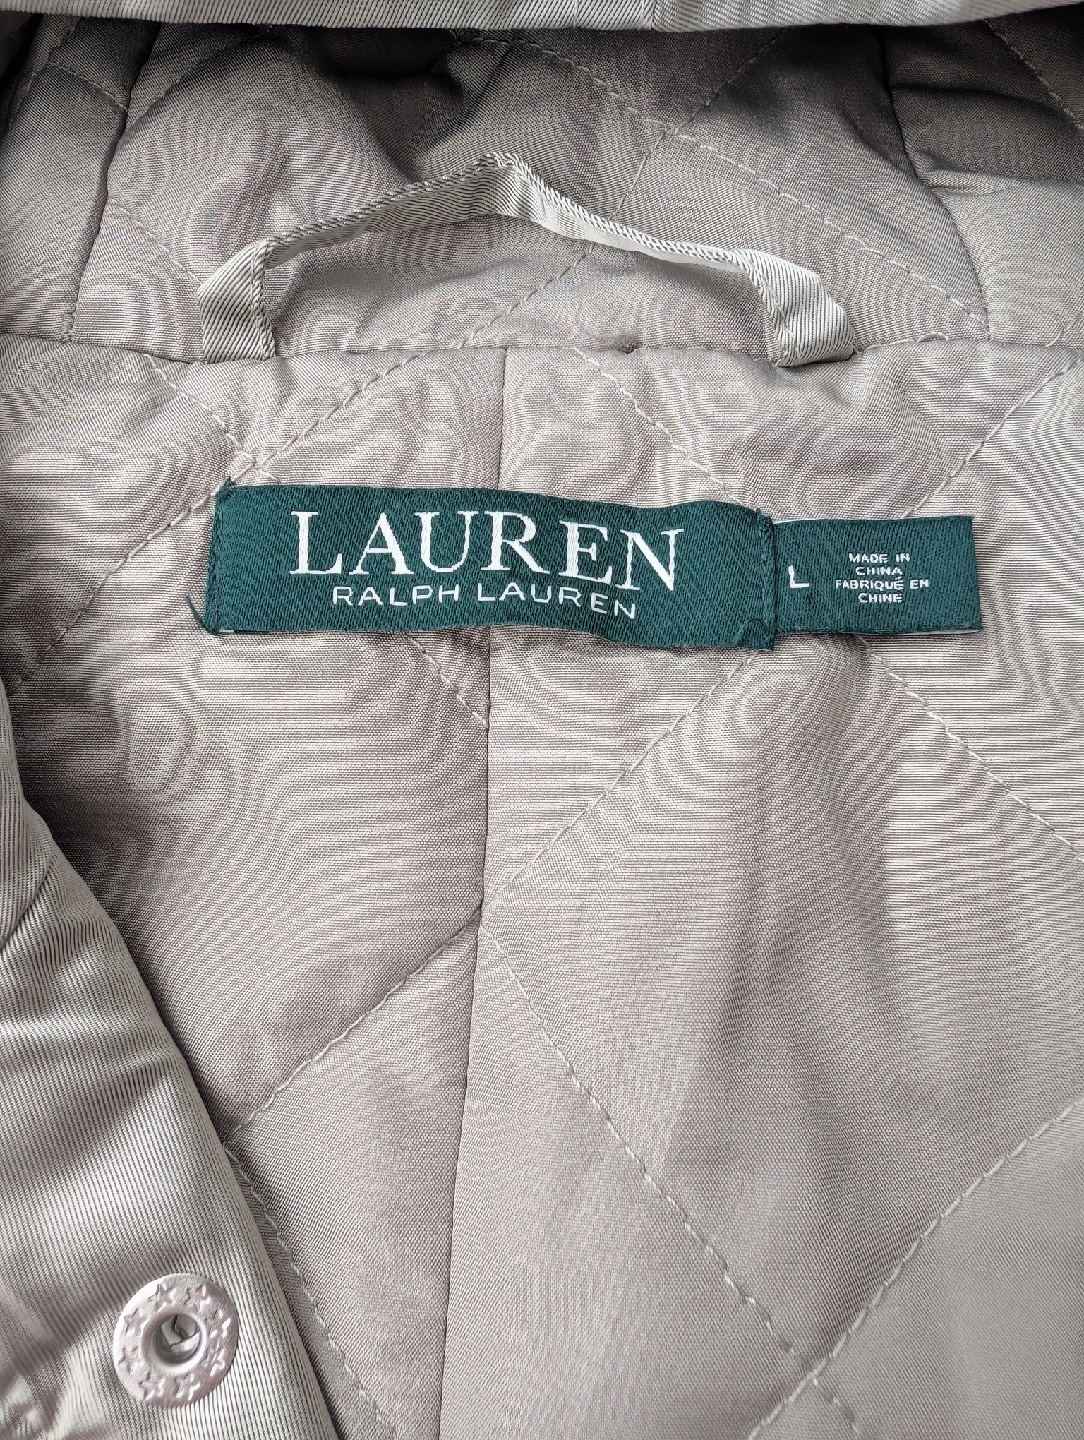 LAUREN
RALPH LAUREN
L
MADE IN
CHINA
FABRIQUÉ EN
CHINE